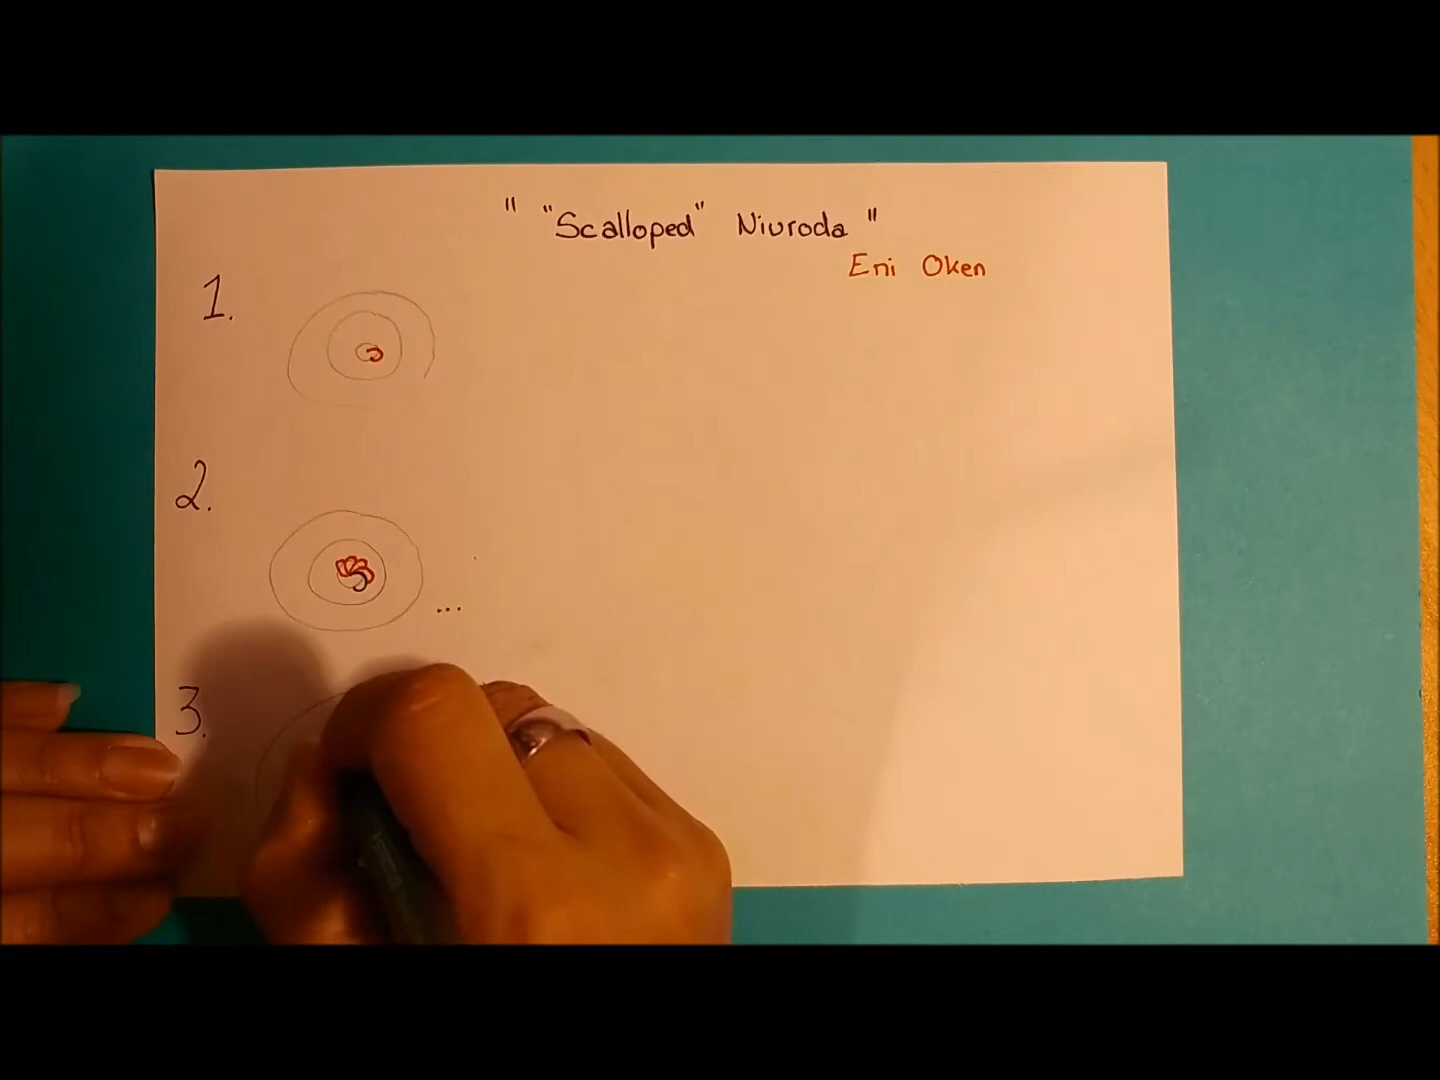 " "Scalloped" Niuroda "
Eni Oken
1.
2.
...
3.